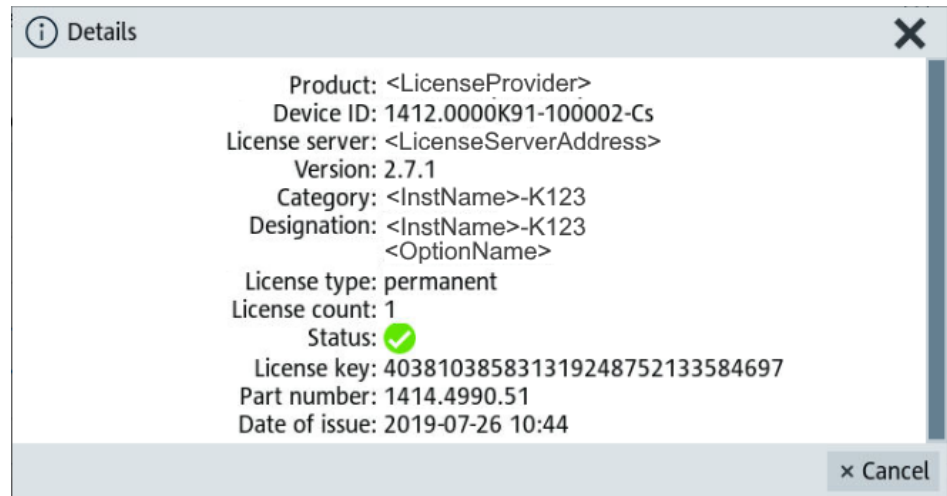 Details
Product: <LicenseProvider>
Device ID: 1412.0000K91-100002-Cs
License server: <LicenseServerAddress>
Version: 2.7.1
Category: <InstName>-K123
Designation: <InstName>-K123
<OptionName>
License type: permanent
License count: 1
Status:
License key: 403810385831319248752133584697
Part number: 1414.4990.51
Date of issue: 2019-07-26 10:44
× Cancel